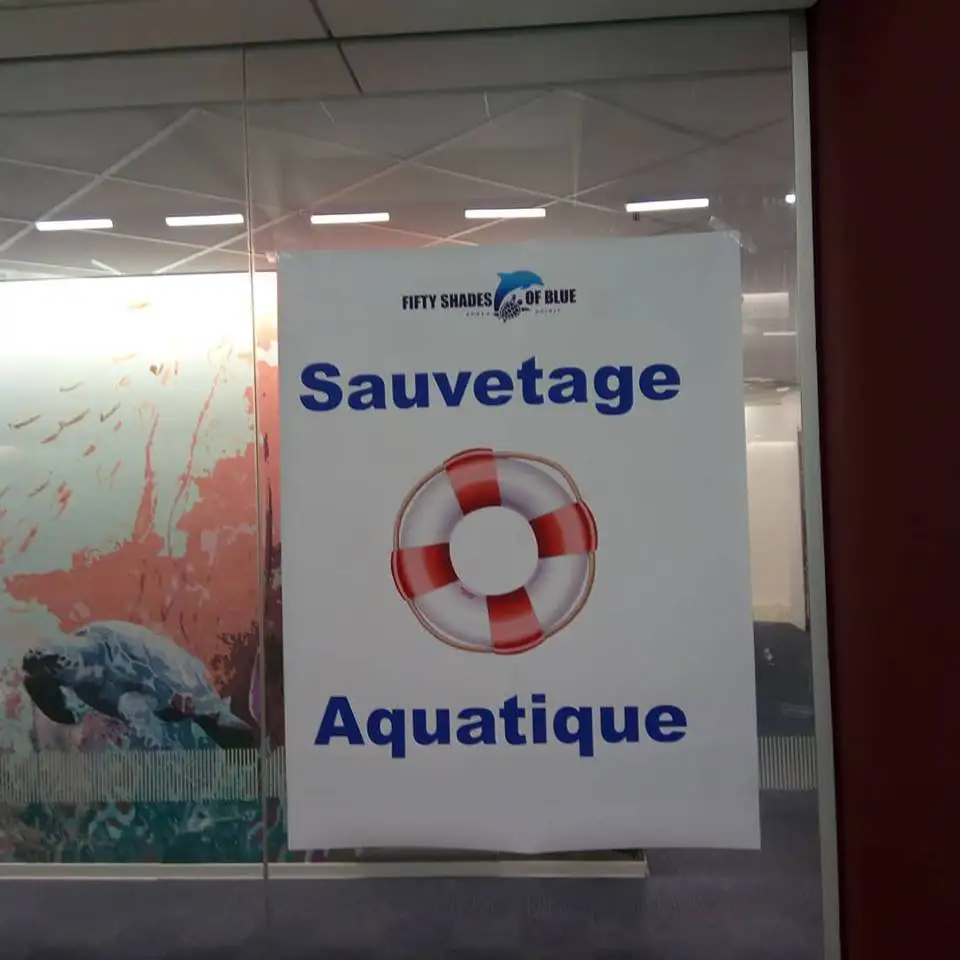 FIFTY SHADES OF BLUE
Sauvetage
Aquatique